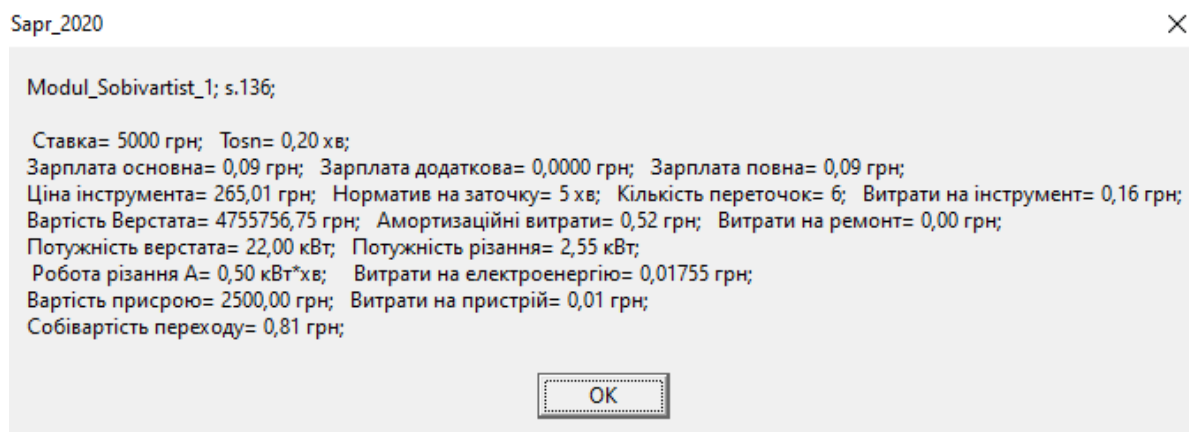 Sapr_2020
Modul_Sobivartist_1; s.136;
Ставка= 5000 грн; Tosn= 0,20 хв;
Зарплата основна= 0,09 грн; Зарплата додаткова= 0,0000 грн; Зарплата повна= 0,09 грн;
Ціна інструмента= 265,01 грн; Норматив на заточку= 5 хв; Кількість переточок= 6; Витрати на інструмент= 0,16 грн;
Вартість Верстата= 4755756,75 грн; Амортизаційні витрати= 0,52 грн; Витрати на ремонт= 0,00 грн;
Потужність верстата= 22,00 кВт; Потужність різання= 2,55 кВт;
Робота різання А= 0,50 кВт*хв; Витрати на електроенергію= 0,01755 грн;
Вартість присрою= 2500,00 грн; Витрати на пристрій= 0,01 грн;
Собівартість переходу= 0,81 грн;
OK